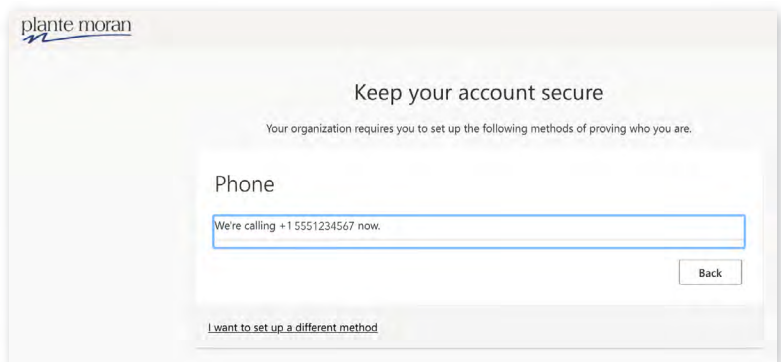 plante moran
Keep your account secure
Your organization requires you to set up the following methods of proving who you are.
Phone
We're calling +1 5551234567 now.
Back
I want to set up a different method